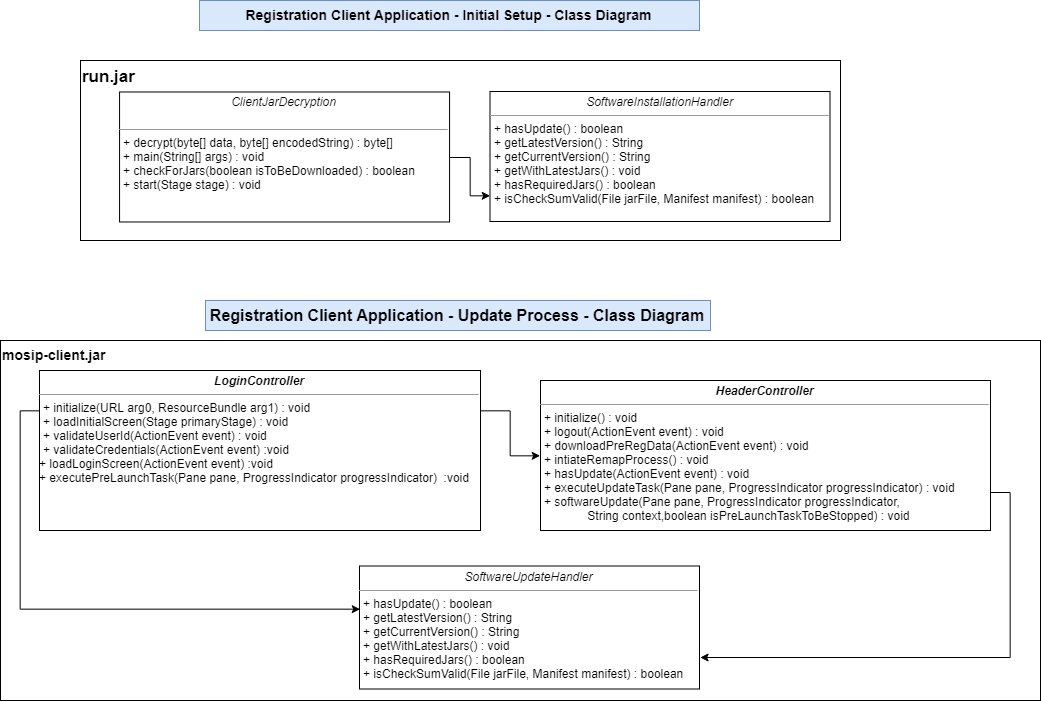 Registration Client Application - Initial Setup - Class Diagram
run.jar
ClientJarDecryption
+ decrypt(byte[] data, byte[] encodedString) : byte[]
+ main(String[] args) : void
+ checkForJars(boolean isToBeDownloaded) : boolean
+ start(Stage stage) : void
SoftwareInstallationHandler
+ hasUpdate() : boolean
+ getLatestVersion() : String
+ getCurrentVersion() : String
+ getWithLatestJars() : void
+ hasRequiredJars() : boolean
+ isCheckSumValid(File jarFile, Manifest manifest) : boolean
Registration Client Application - Update Process - Class Diagram
mosip-client.jar
LoginController
+ initialize(URL arg0, ResourceBundle arg1) : void
+ loadInitialScreen(Stage primaryStage) : void
+ validateUserId(ActionEvent event) : void
+ validateCredentials(ActionEvent event) :void
+ loadLoginScreen(ActionEvent event) :void
+ executePreLaunchTask(Pane pane, ProgressIndicator progressIndicator)  :void
HeaderController
+ initialize() : void
+ logout(ActionEvent event) : void
+ downloadPreRegData(ActionEvent event) : void
+ intiateRemapProcess() : void
+ hasUpdate(ActionEvent event) : void
+ executeUpdateTask(Pane pane, ProgressIndicator progressIndicator) : void
+ softwareUpdate(Pane pane, ProgressIndicator progressIndicator,
String context,boolean isPreLaunchTaskToBeStopped) : void
SoftwareUpdateHandler
+ hasUpdate() : boolean
+ getLatestVersion() : String
+ getCurrentVersion() : String
+ getWithLatestJars() : void
+ hasRequiredJars() : boolean
+ isCheckSumValid(File jarFile, Manifest manifest) : boolean